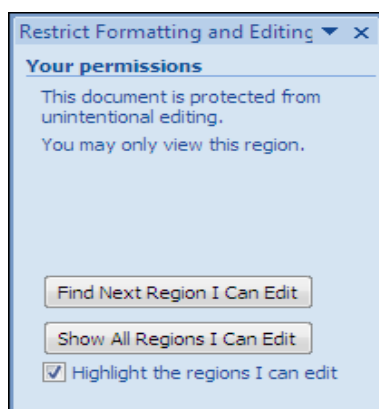 Restrict Formatting and Editing
Your permissions
This document is protected from
unintentional editing.
You may only view this region.
Find Next Region I Can Edit
Show All Regions I Can Edit
Highlight the regions I can edit